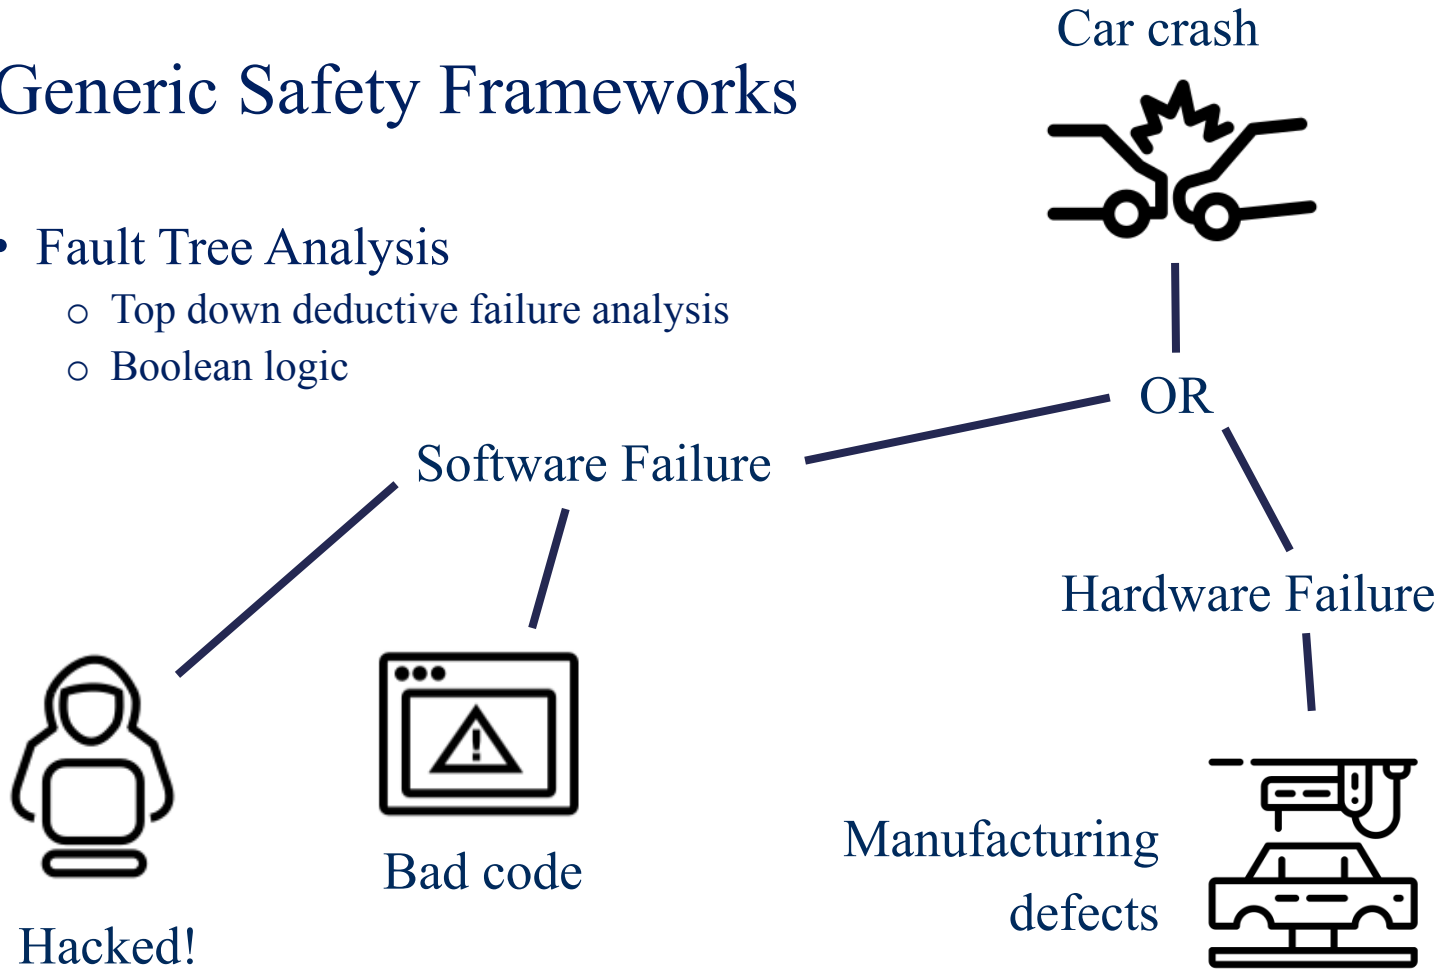 Car crash
Generic Safety Frameworks
• Fault Tree Analysis
o Top down deductive failure analysis
o Boolean logic
OR
Software Failure
Hardware Failure
Manufacturing
defects
Bad code
Hacked!